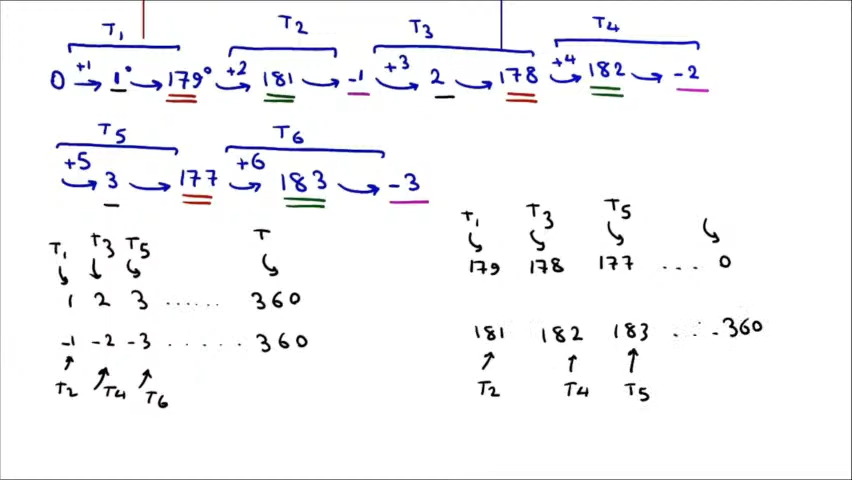 T1 T2 T3 T4
0 +1→ 1° → 179° +2→ 181 → -1 +3→ 2 → 178 +4→ 182 → -2
T5 T6
+5→ 3 → 177 +6→ 183 → -3
T1 T3 T5 T
1 2 3 ...... 360
-1 -2 -3 ...... 360
T2 T4 T6
T1 T3 T5
179 178 177 .... 0
181 182 183 .... 360
T2 T4 T5